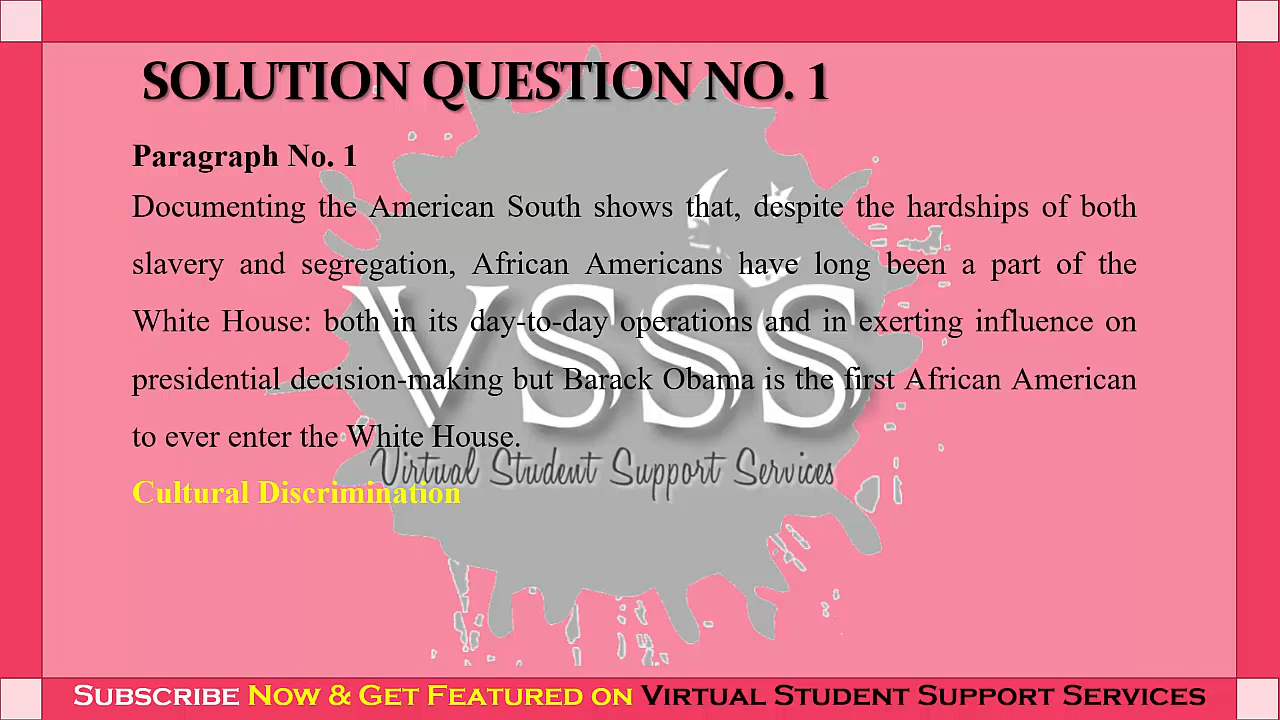 SOLUTION QUESTION NO. 1
Paragraph No. 1
Documenting the American South shows that, despite the hardships of both
slavery and segregation, African Americans have long been a part of the
White House: both in its day-to-day operations and in exerting influence on
presidential decision-making but Barack Obama is the first African American
to ever enter the White House.
VSSS
Virtual Student Support Services
Cultural Discrimination
SUBSCRIBE NOW & GET FEATURED ON VIRTUAL STUDENT SUPPORT SERVICES